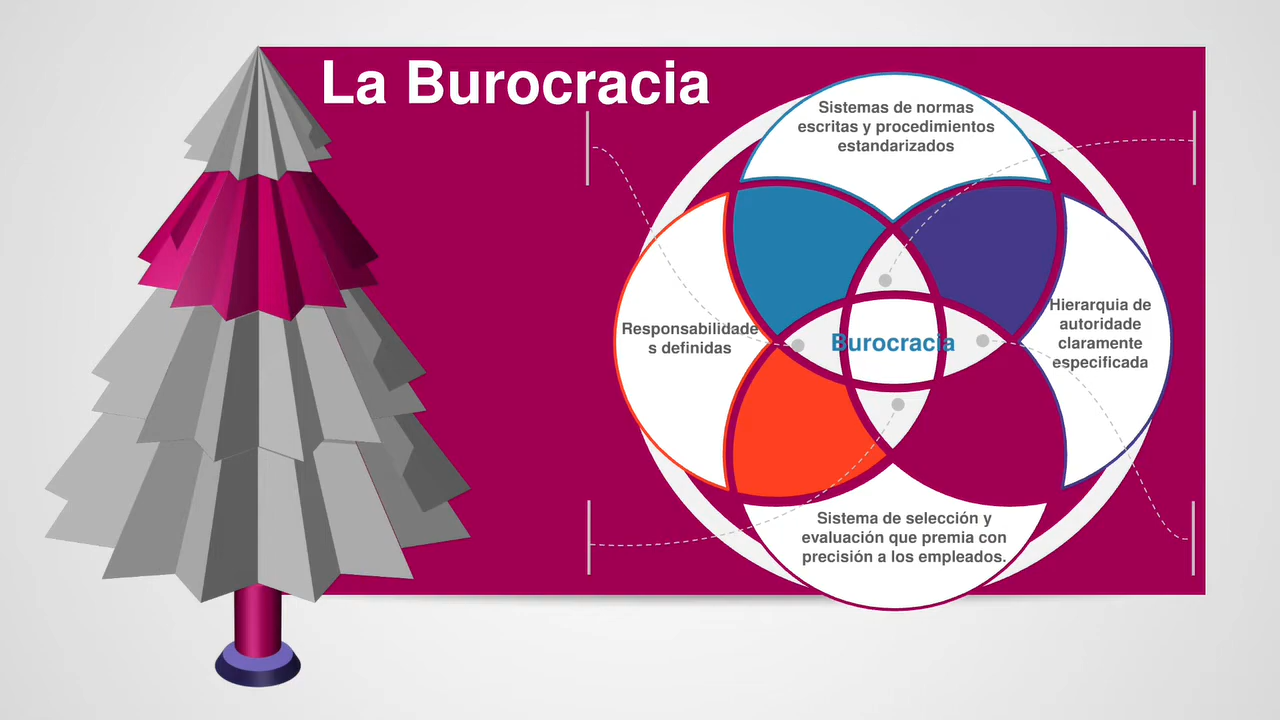 La Burocracia
Sistemas de normas
escritas y procedimientos
estandarizados
Responsabilidade
s definidas
Burocracia
Hierarquia de
autoridade
claramente
especificada
Sistema de selección y
evaluación que premia con
precisión a los empleados.